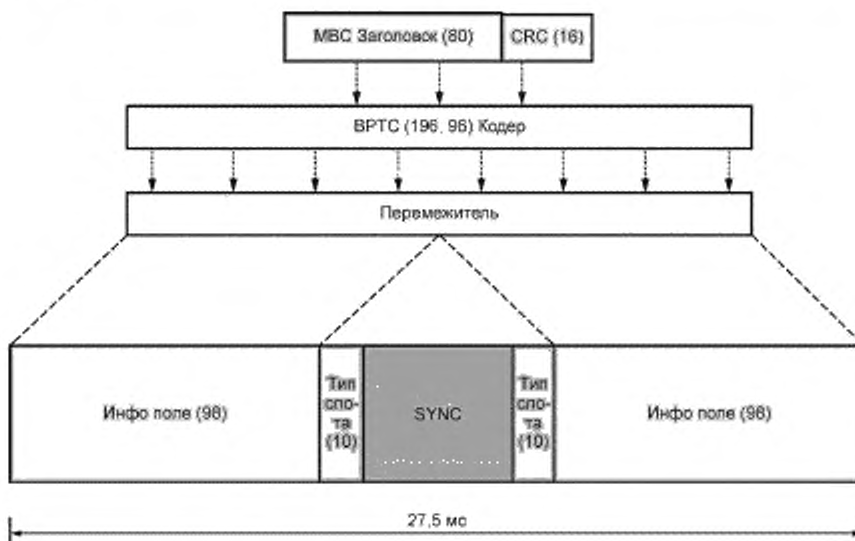 МВС Заголовок (80)
CRC (16)
ВРТС (196, 96) Кодер
Перемежитель
Инфо поле (98)
Тип
сло-
та
(10)
SYNC
Тип
сло-
та
(10)
Инфо поле (98)
27,5 мс